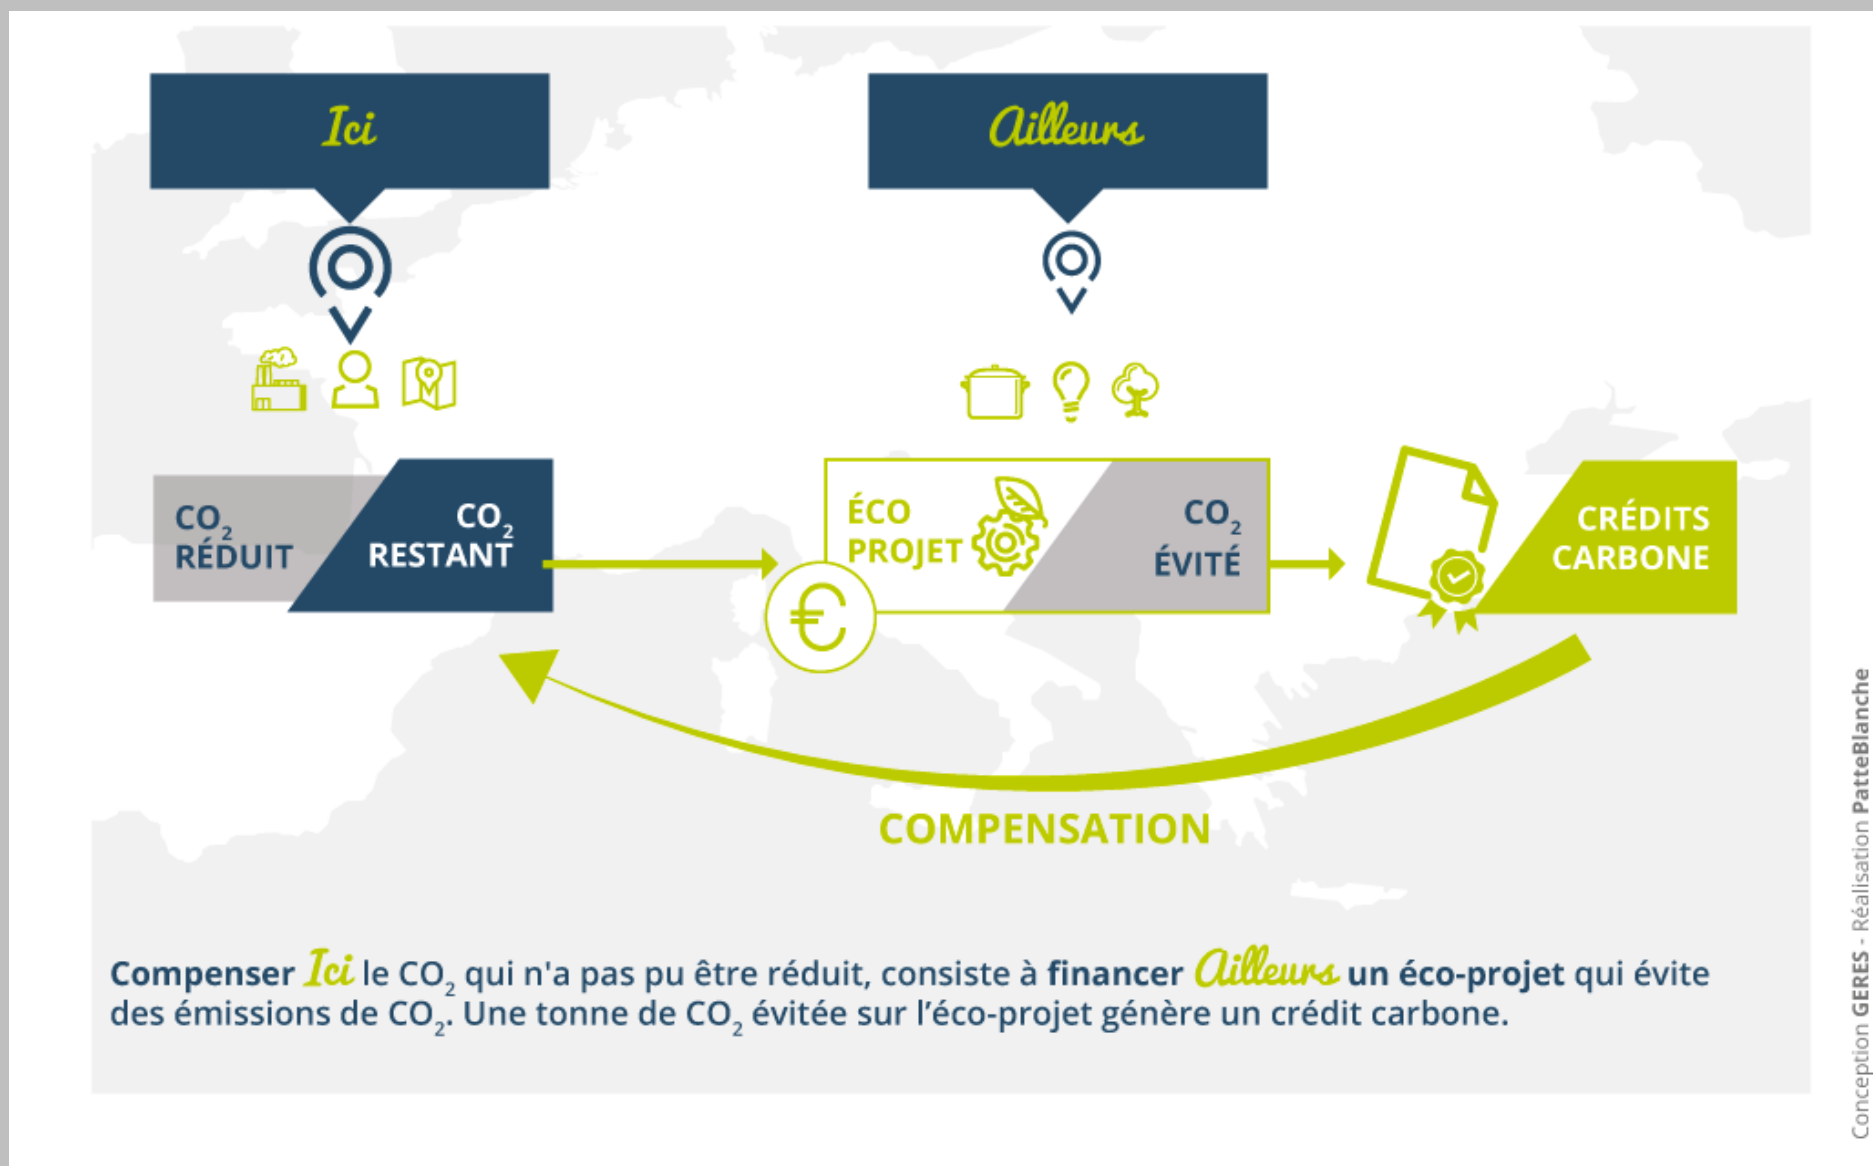 Ici
Ailleurs
CO₂
RÉDUIT
CO₂
RESTANT
ÉCO
PROJET
€
CO₂
ÉVITÉ
CRÉDITS
CARBONE
COMPENSATION
Compenser Ici le CO₂ qui n'a pas pu être réduit, consiste à financer Ailleurs un éco-projet qui évite
des émissions de CO₂. Une tonne de CO₂ évitée sur l’éco-projet génère un crédit carbone.
Conception GERES - Réalisation PatteBlanche